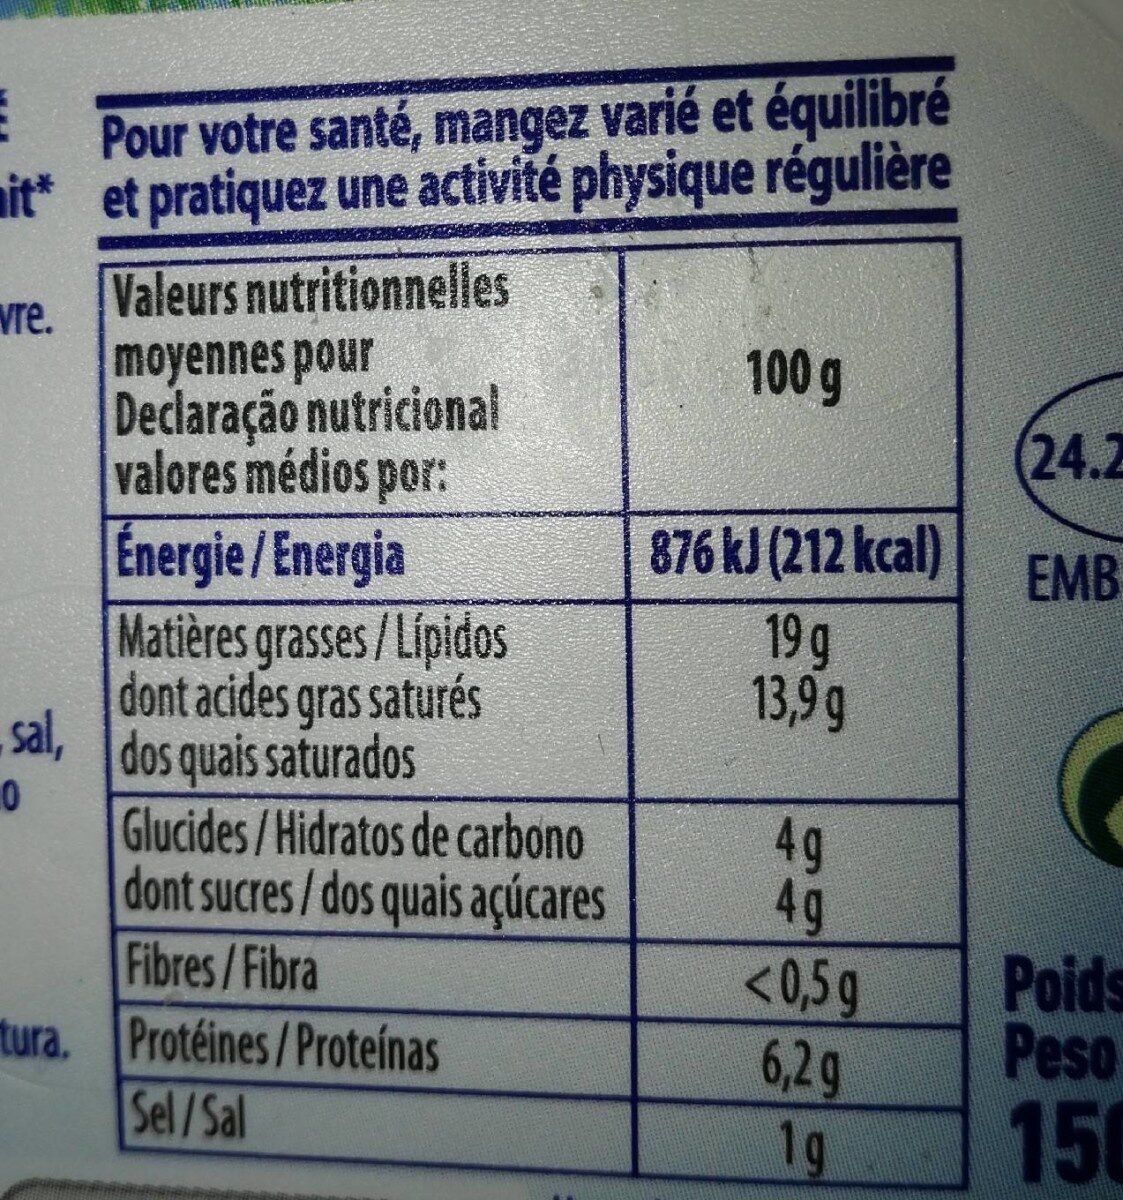 Pour votre santé, mangez varié et équilibré
et pratiquez une activité physique régulière
Valeurs nutritionnelles
moyennes pour
Declaração nutricional
valores médios por:
100 g
Énergie / Energia 876 kJ (212 kcal)
Matières grasses / Lípidos 19 g
dont acides gras saturés 13,9 g
dos quais saturados
Glucides / Hidratos de carbono 4 g
dont sucres / dos quais açúcares 4 g
Fibres / Fibra <0,5 g
Protéines / Proteínas 6,2 g
Sel / Sal 1 g
ait*
vre.
sal,
tura.
24.2
EMB
Poids
Peso